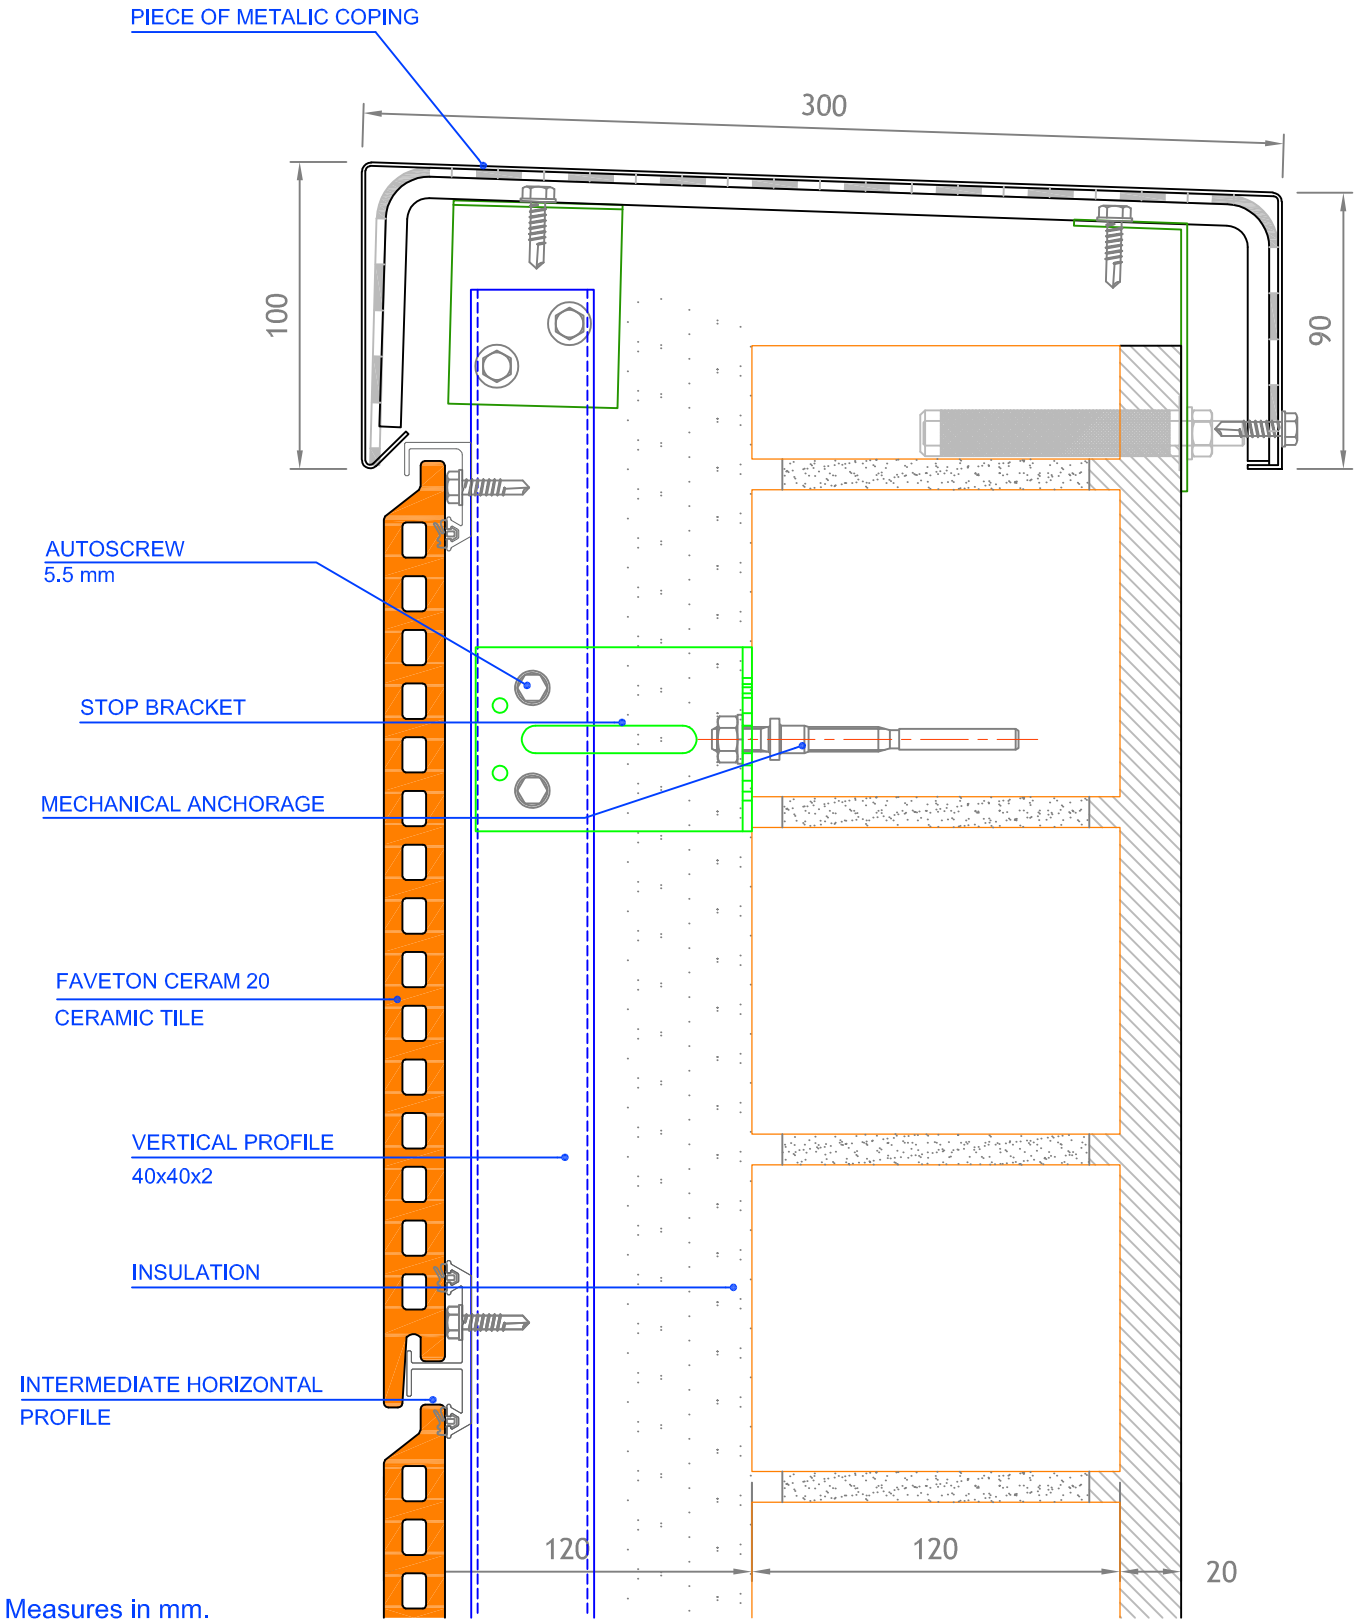 PIECE OF METALIC COPING
300
100
90
AUTOSCREW
5.5 mm
STOP BRACKET
MECHANICAL ANCHORAGE
FAVETON CERAM 20
CERAMIC TILE
VERTICAL PROFILE
40x40x2
INSULATION
INTERMEDIATE HORIZONTAL
PROFILE
120
120
20
Measures in mm.